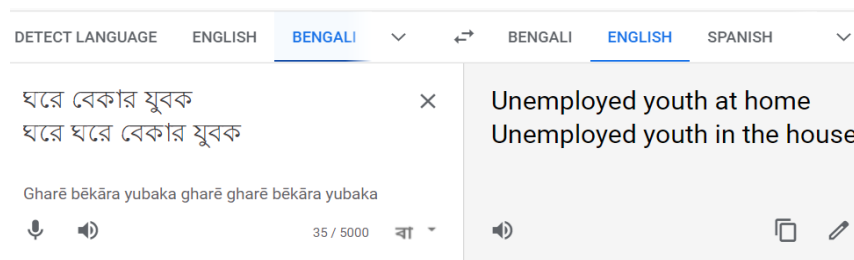 DETECT LANGUAGE ENGLISH BENGALI BENGALI ENGLISH SPANISH
ঘরে বেকার যুবক
ঘরে ঘরে বেকার যুবক
Gharē bēkāra yubaka gharē gharē bēkāra yubaka
35 / 5000 বা
Unemployed youth at home
Unemployed youth in the house